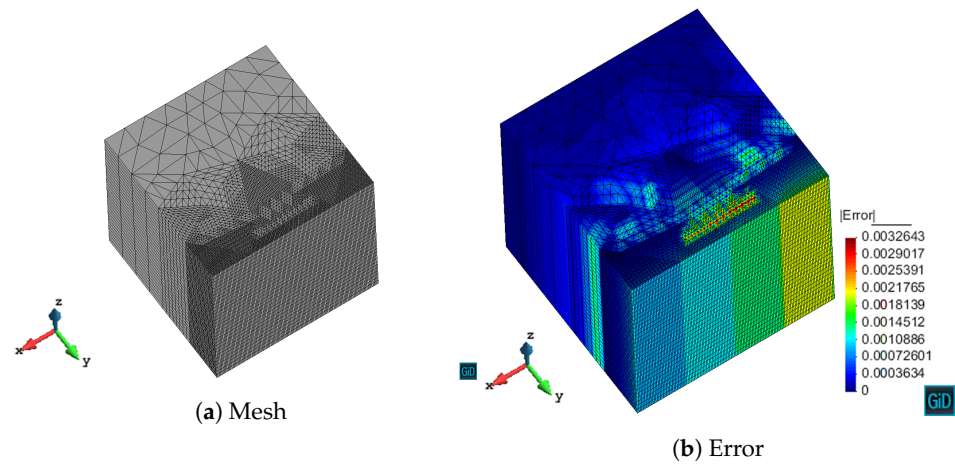 z
x
y
(a) Mesh
|Error|
0.0032643
0.0029017
0.0025391
0.0021765
0.0018139
0.0014512
0.0010886
0.00072601
0.0003634
0
z
x
y
GiD
GiD
(b) Error